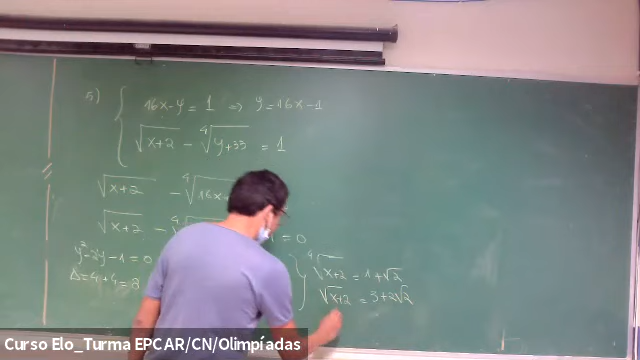 5) { 16x-y = 1 => y = 16x-1
√x+2 - ⁴√y+33 = 1
√x+2 - ⁴√16x
√x+2 - ⁴√ = 0
y²-2y-1=0
Δ=4+4=8
⁴√x+2 = 1+√2
√x+2 = 3+2√2
Curso Elo_Turma EPCAR/CN/Olimpíadas